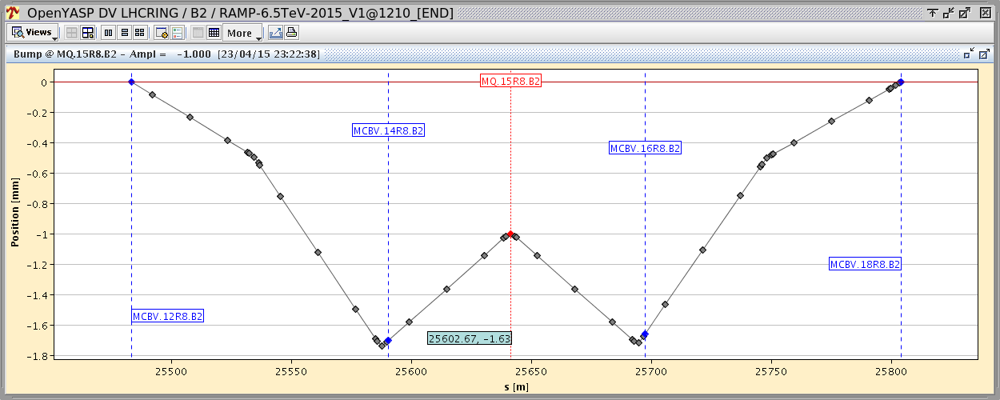 OpenYASP DV LHCRING / B2 / RAMP-6.5TeV-2015_V1@1210_[END]
Views
More
Bump @ MQ.15R8.B2 - Ampl = -1.000 [23/04/15 23:22:38]
MQ.15R8.B2
MCBV.14R8.B2
MCBV.16R8.B2
MCBV.18R8.B2
MCBV.12R8.B2
25602.67, -1.63
Position [mm]
0
-0.2
-0.4
-0.6
-0.8
-1
-1.2
-1.4
-1.6
-1.8
25500 25550 25600 25650 25700 25750 25800
s [m]